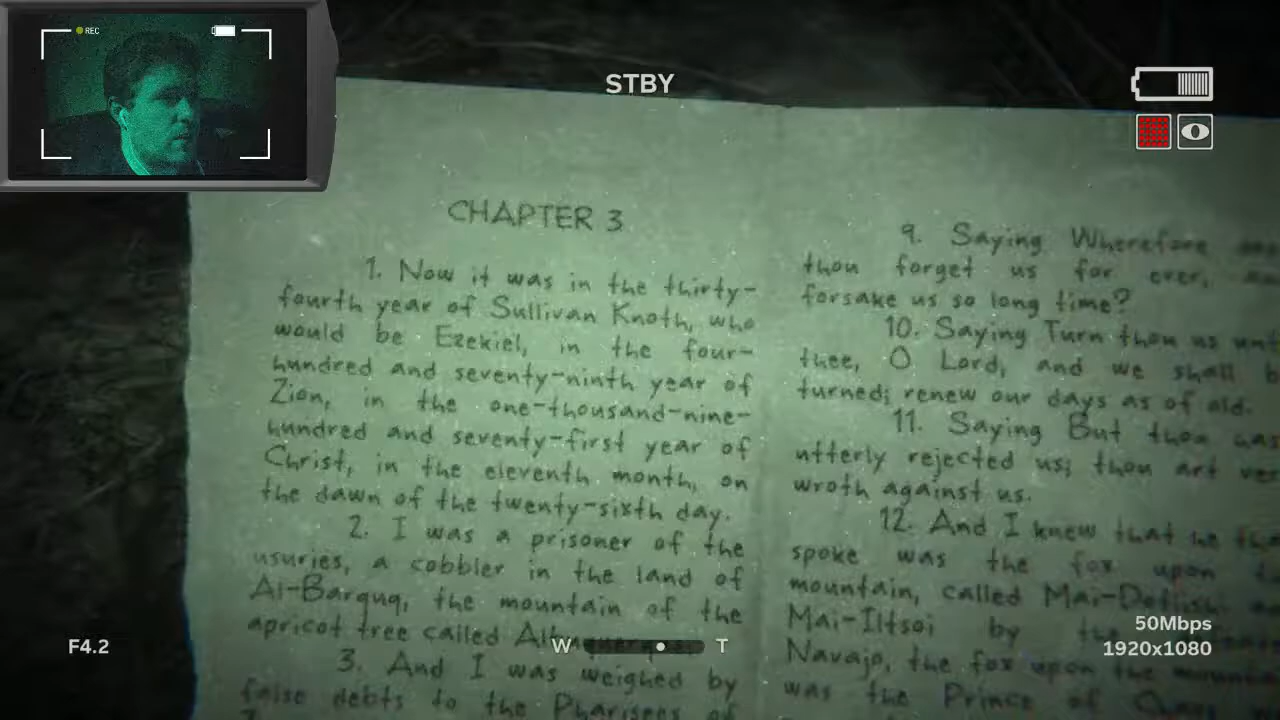 REC
STBY
CHAPTER 3
1. Now it was in the thirty-
fourth year of Sullivan Knoth, who
would be Ezekiel, in the four-
hundred and seventy-ninth year of
Zion, in the one-thousand-nine-
hundred and seventy-first year of
Christ, in the eleventh month, on
the dawn of the twenty-sixth day.
2. I was a prisoner of the
usuries, a cobbler in the land of
Al-Barquq, the mountain of the
apricot tree called Albuquerque.
3. And I was weighed by
false debts to the Pharisees of
9. Saying Wherefore
thou forget us for ever,
forsake us so long time?
10. Saying Turn thou us
thee, O Lord, and we shall
turned; renew our days as of old.
11. Saying But thou
utterly rejected us; thou art
wroth against us.
12. And I knew that he
spoke was the fox upon
mountain, called
Mai-Iltsoi by the
Navajo, the fox upon the
was the Prince of
F4.2
W T
50Mbps
1920x1080